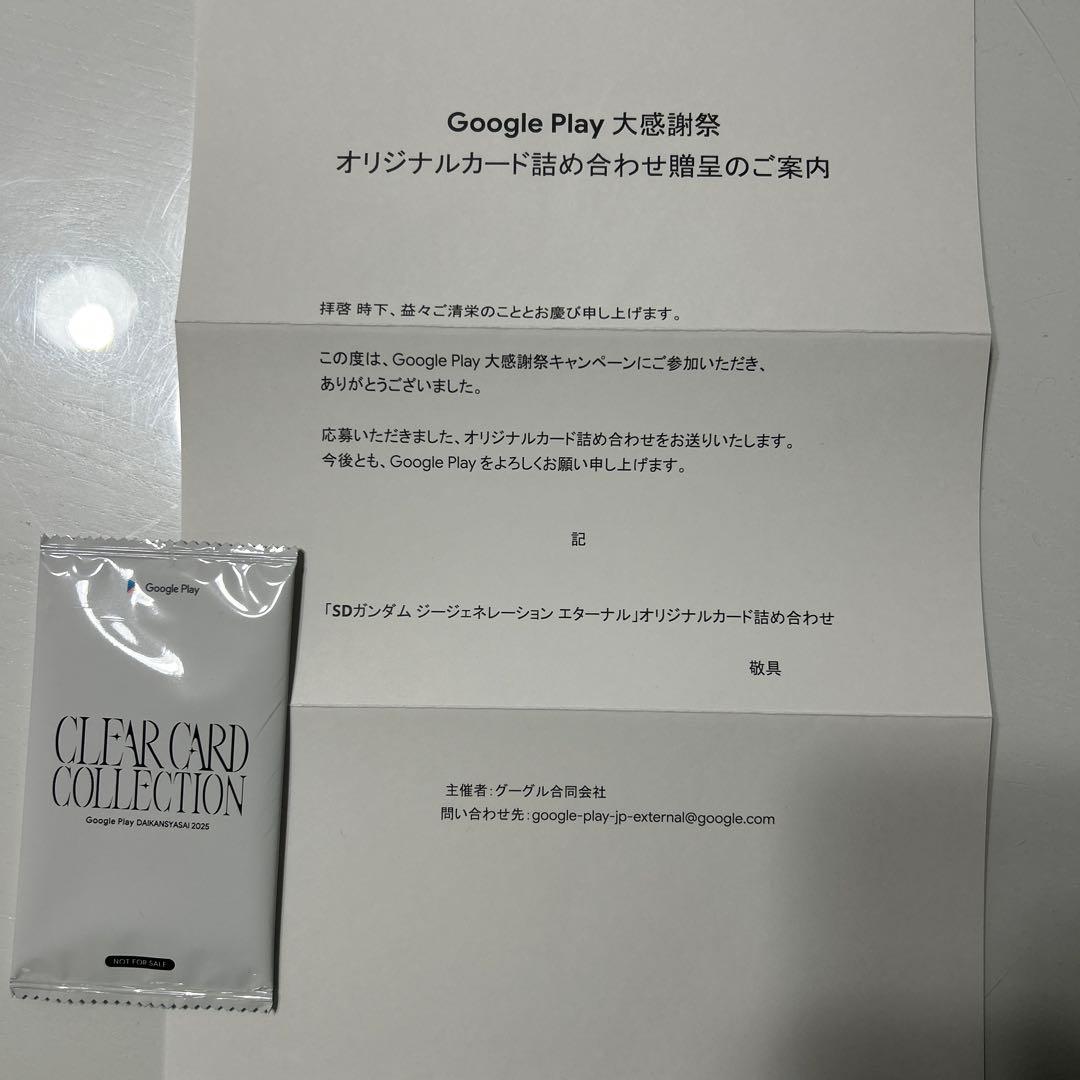 Google Play 大感謝祭
オリジナルカード詰め合わせ贈呈のご案内
拝啓 時下、益々ご清栄のこととお慶び申し上げます。
この度は、Google Play 大感謝祭キャンペーンにご参加いただき、
ありがとうございました。
応募いただきました、オリジナルカード詰め合わせをお送りいたします。
今後とも、Google Play をよろしくお願い申し上げます。
記
「SDガンダム ジージェネレーション エターナル」オリジナルカード詰め合わせ
敬具
主催者：グーグル合同会社
問い合わせ先：google-play-jp-external@google.com
Google Play
CLEAR CARD
COLLECTION
Google Play DAIKANSYASAI 2025
NOT FOR SALE